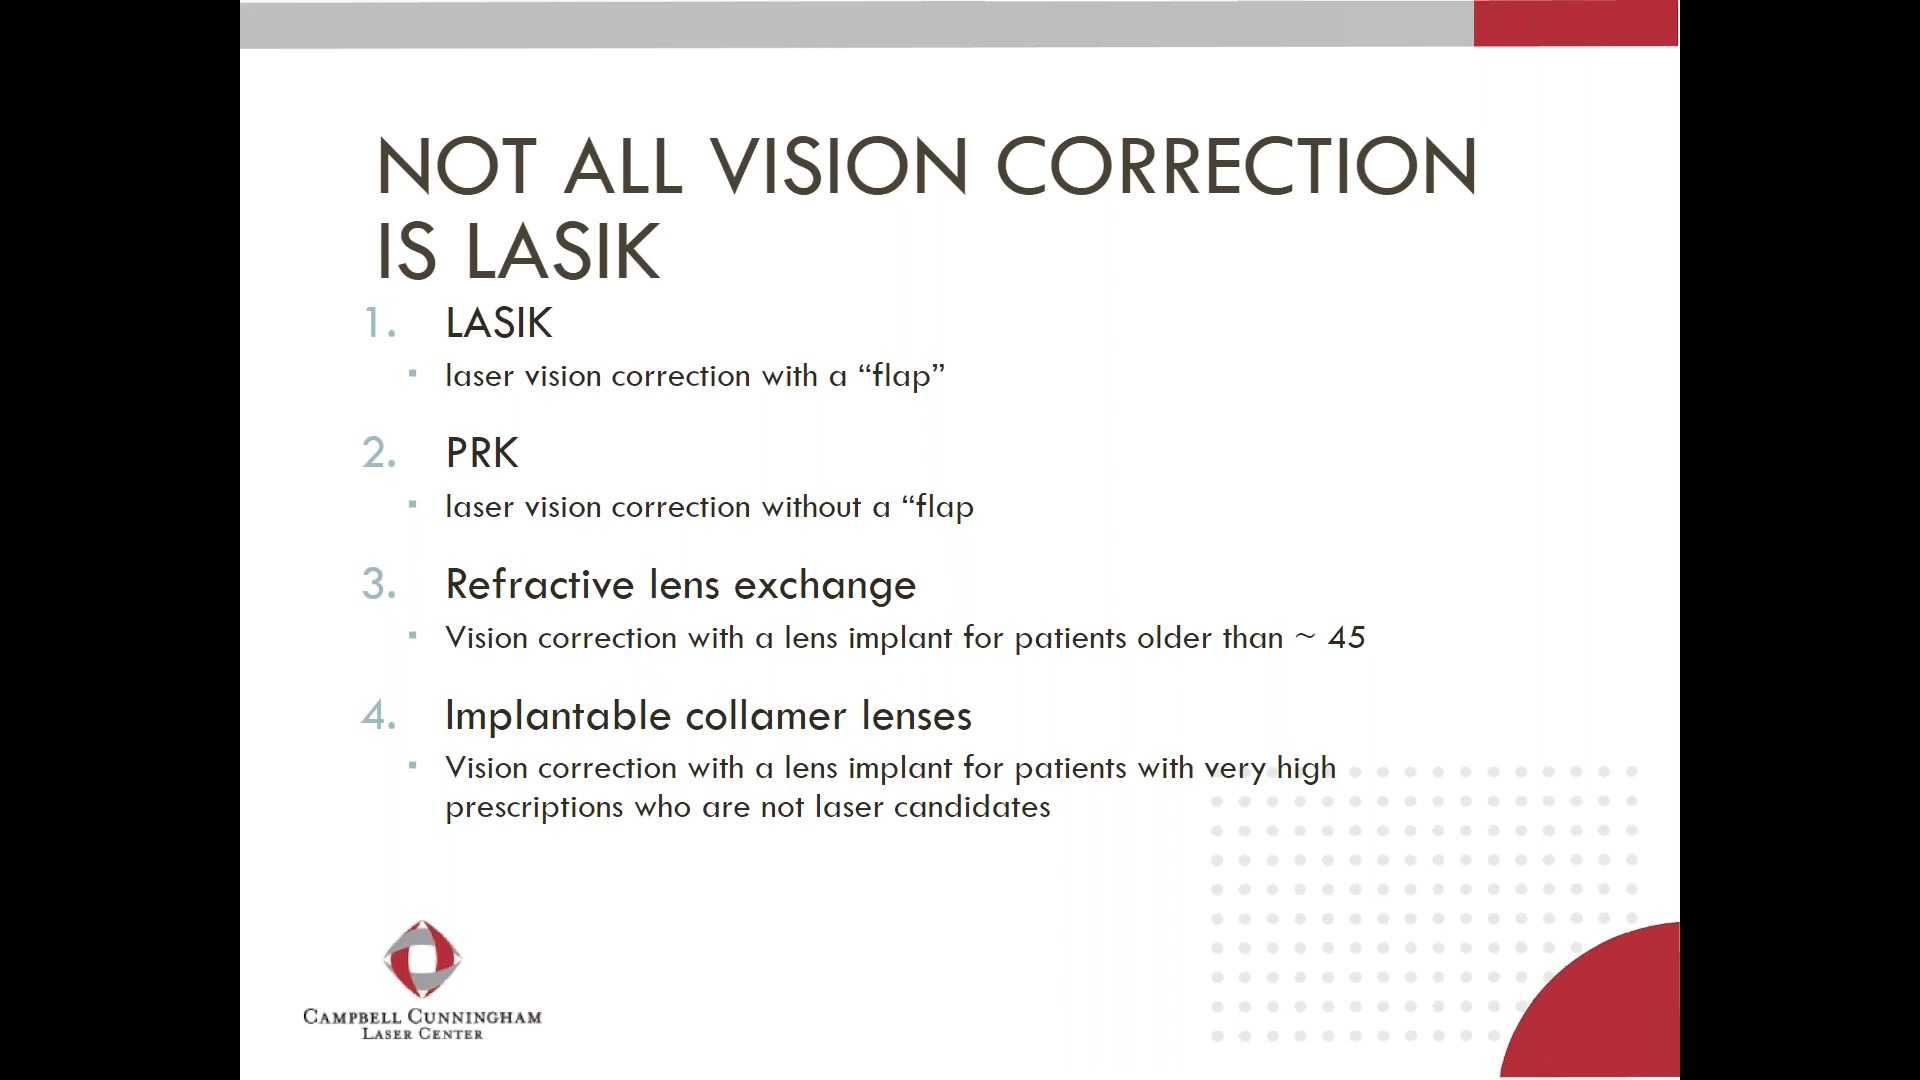 NOT ALL VISION CORRECTION
IS LASIK
1. LASIK
▪ laser vision correction with a “flap”
2. PRK
▪ laser vision correction without a “flap
3. Refractive lens exchange
▪ Vision correction with a lens implant for patients older than ~ 45
4. Implantable collamer lenses
▪ Vision correction with a lens implant for patients with very high
prescriptions who are not laser candidates
CAMPBELL CUNNINGHAM
LASER CENTER